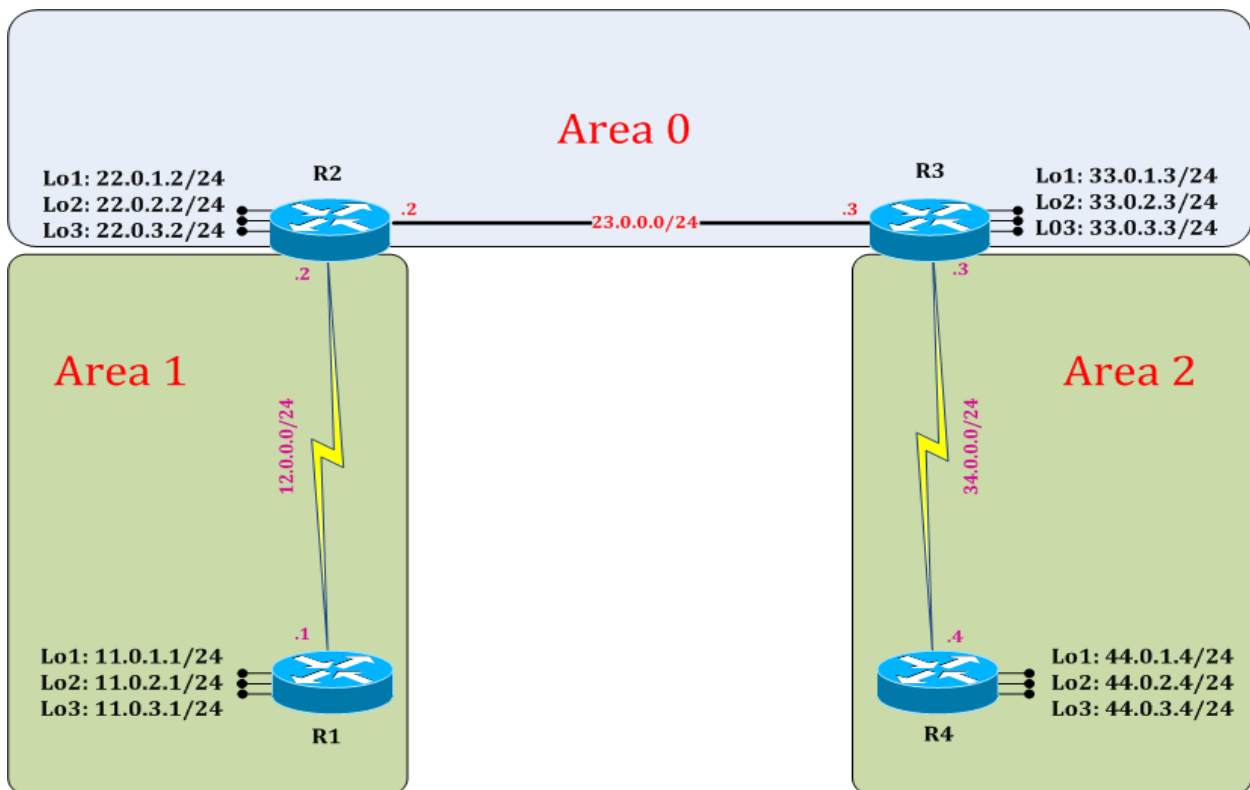 Area 0
R2
R3
Lo1: 22.0.1.2/24
Lo2: 22.0.2.2/24
Lo3: 22.0.3.2/24
.2
23.0.0.0/24
.3
Lo1: 33.0.1.3/24
Lo2: 33.0.2.3/24
L03: 33.0.3.3/24
.2
.3
Area 1
Area 2
12.0.0.0/24
34.0.0.0/24
.1
.4
Lo1: 11.0.1.1/24
Lo2: 11.0.2.1/24
Lo3: 11.0.3.1/24
R1
Lo1: 44.0.1.4/24
Lo2: 44.0.2.4/24
Lo3: 44.0.3.4/24
R4